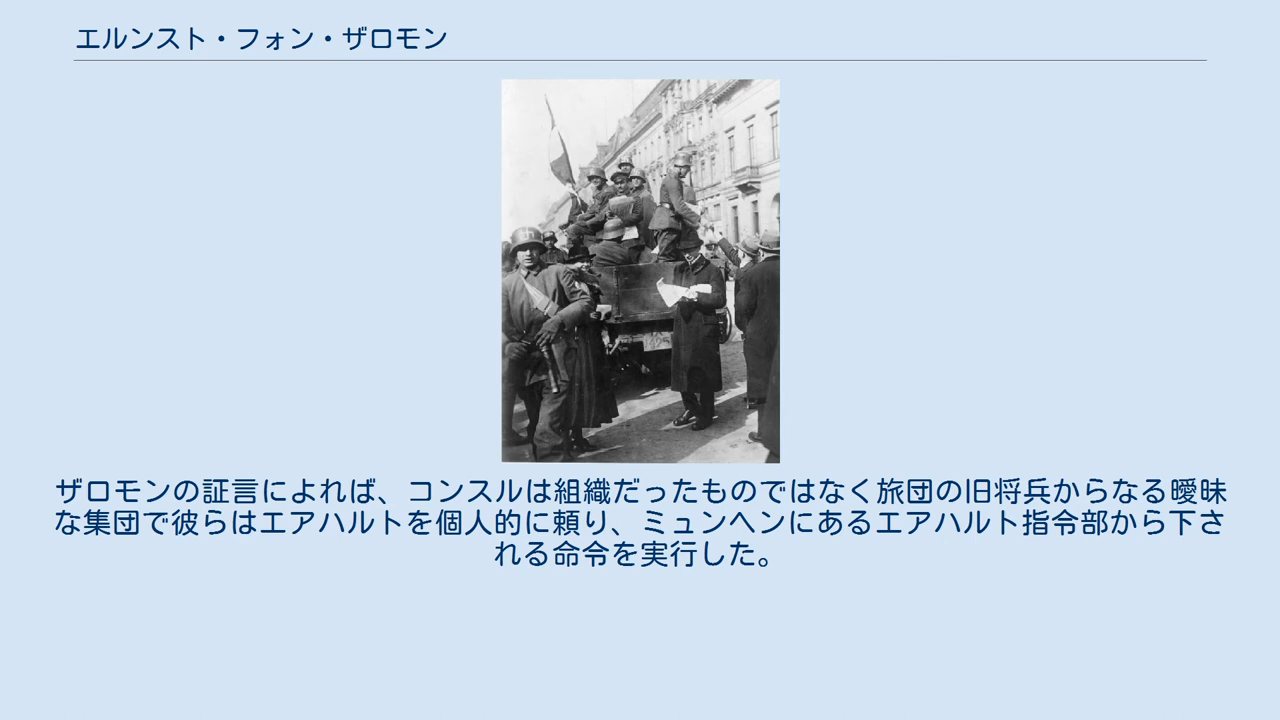 エルンスト・フォン・ザロモン
ザロモンの証言によれば、コンスルは組織だったものではなく旅団の旧将兵からなる曖昧
な集団で彼らはエアハルトを個人的に頼り、ミュンヘンにあるエアハルト指令部から下さ
れる命令を実行した。